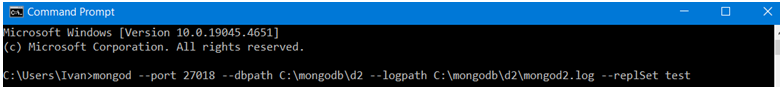 Command Prompt
Microsoft Windows [Version 10.0.19045.4651]
(c) Microsoft Corporation. All rights reserved.
C:\Users\Ivan>mongod --port 27018 --dbpath C:\mongodb\d2 --logpath C:\mongodb\d2\mongod2.log --replSet test